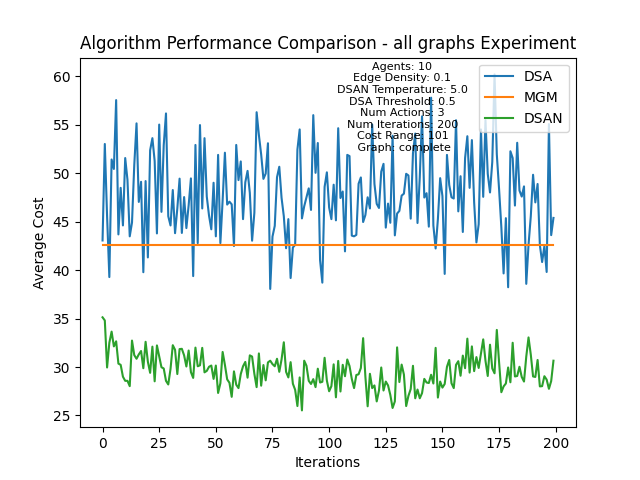 Algorithm Performance Comparison - all graphs Experiment
Agents: 10
Edge Density: 0.1
DSAN Temperature: 5.0
DSA Threshold: 0.5
Num Actions: 3
Num Iterations: 200
Cost Range: 101
Graph: complete
DSA
MGM
DSAN
Average Cost
60
55
50
45
40
35
30
25
0
25
50
75
100
125
150
175
200
Iterations